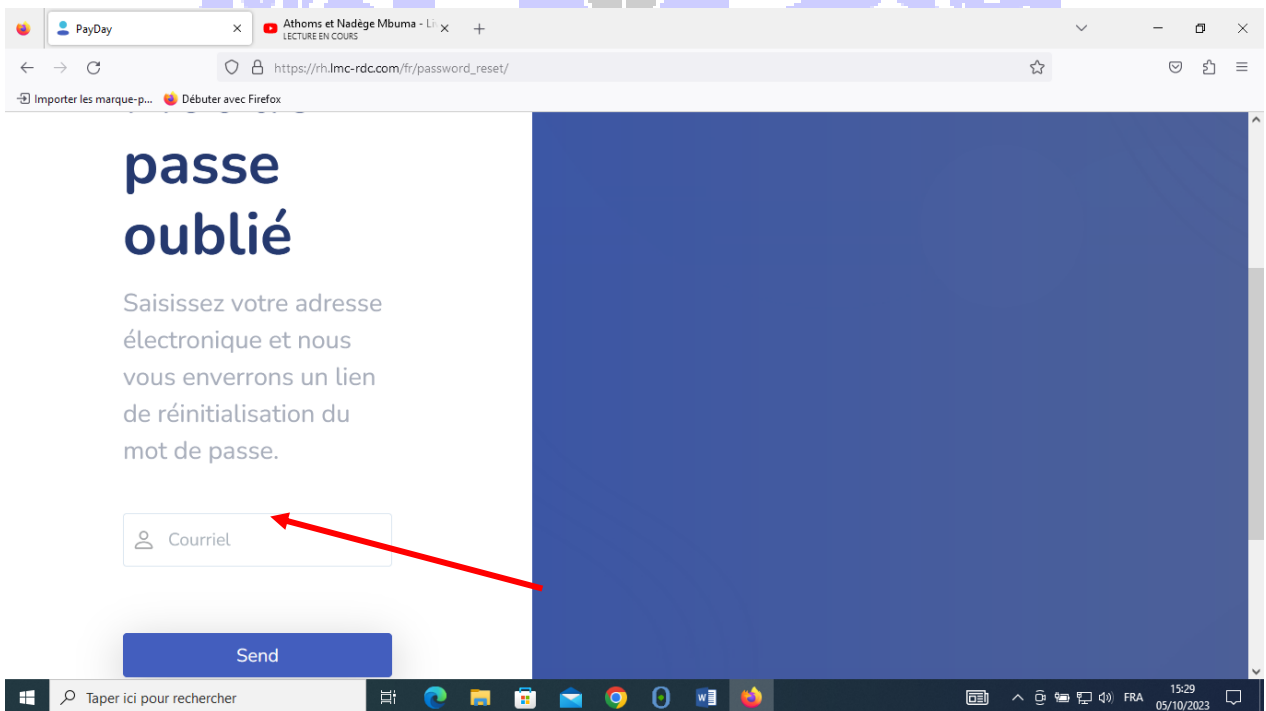 PayDay
Athoms et Nadège Mbuma - Li
LECTURE EN COURS
https://rh.lmc-rdc.com/fr/password_reset/
Importer les marque-p...
Débuter avec Firefox
passe
oublié
Saisissez votre adresse
électronique et nous
vous enverrons un lien
de réinitialisation du
mot de passe.
Courriel
Send
Taper ici pour rechercher
FRA
15:29
05/10/2023